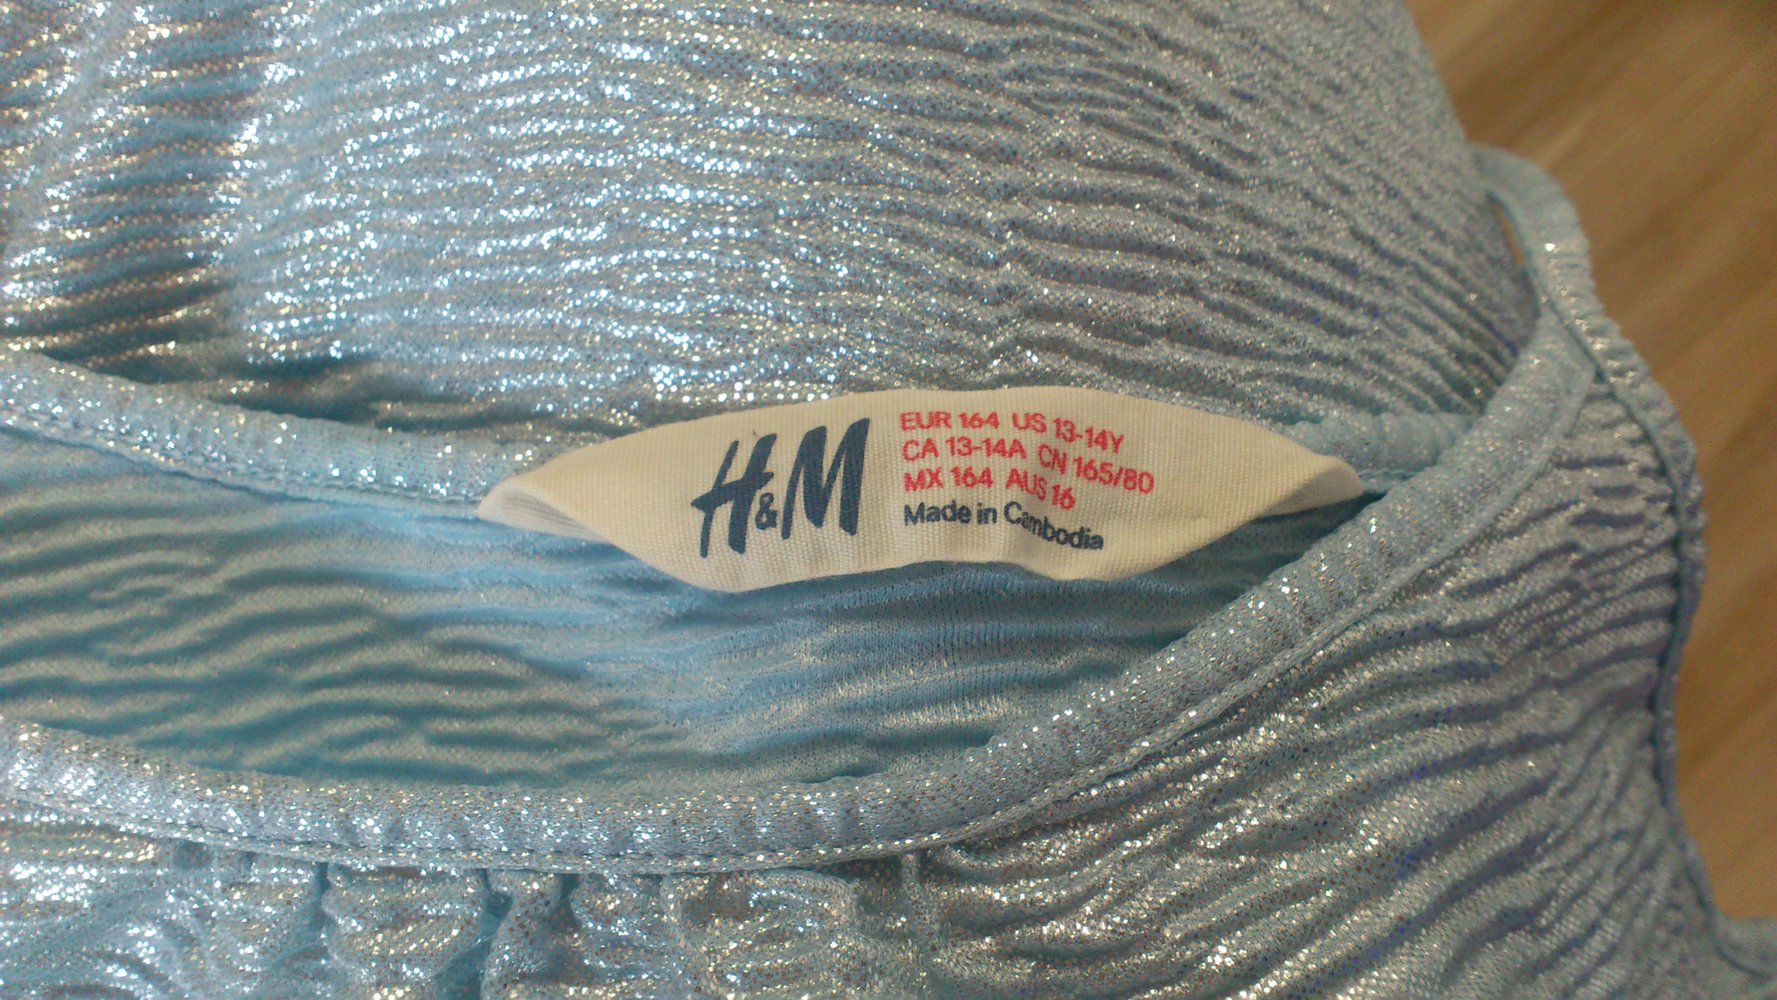 H&M
EUR 164 US 13-14Y
CA 13-14A CN 165/80
MX 164 AUS 16
Made in Cambodia